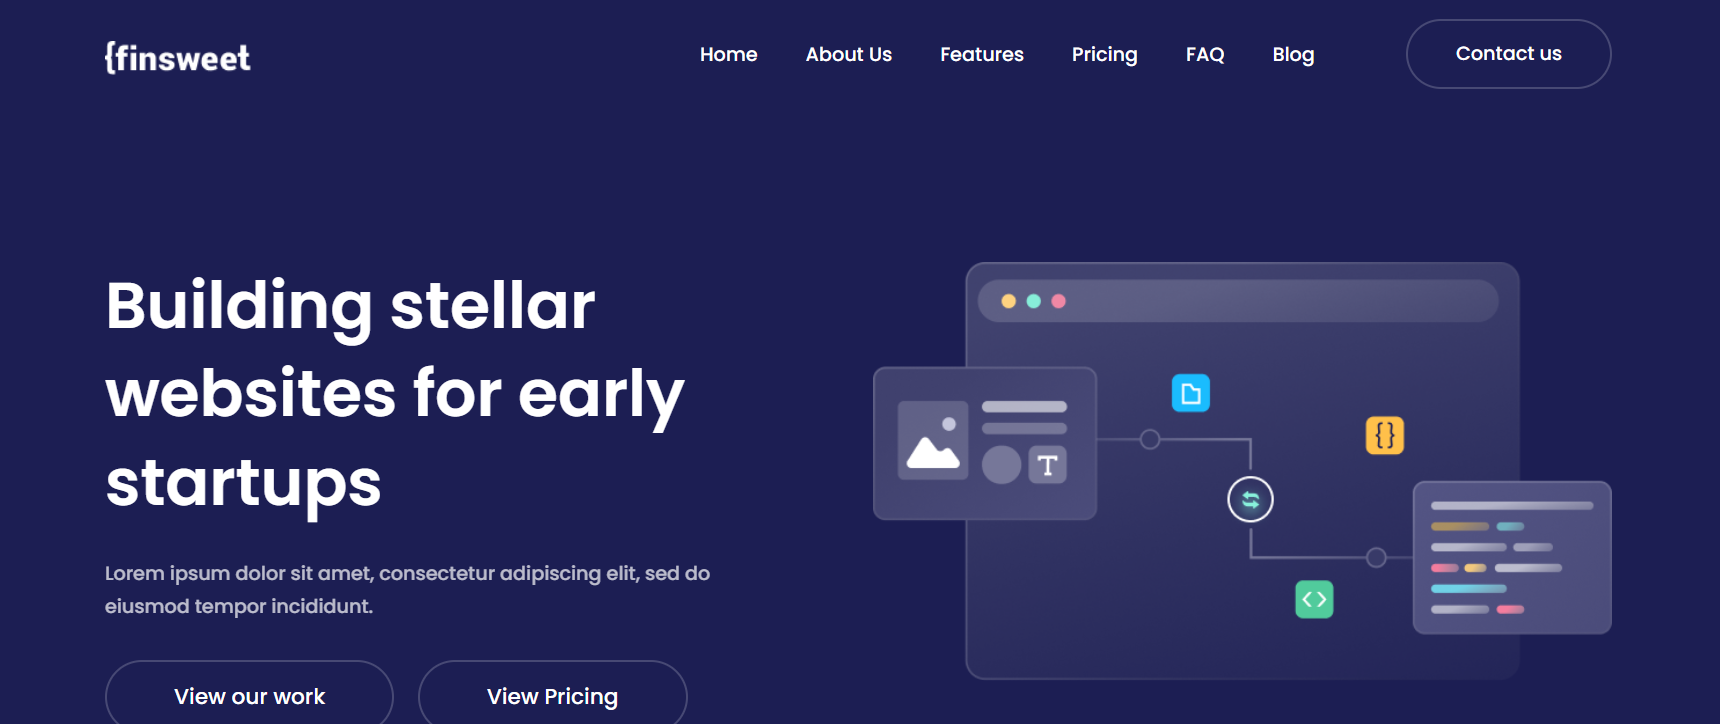 {finsweet
Home About Us Features Pricing FAQ Blog Contact us
Building stellar
websites for early
startups
Lorem ipsum dolor sit amet, consectetur adipiscing elit, sed do
eiusmod tempor incididunt.
T
{}
<>
View our work View Pricing